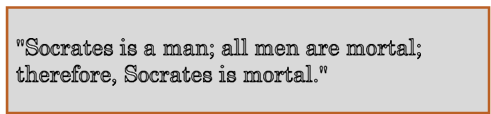 "Socrates is a man; all men are mortal;
therefore, Socrates is mortal."